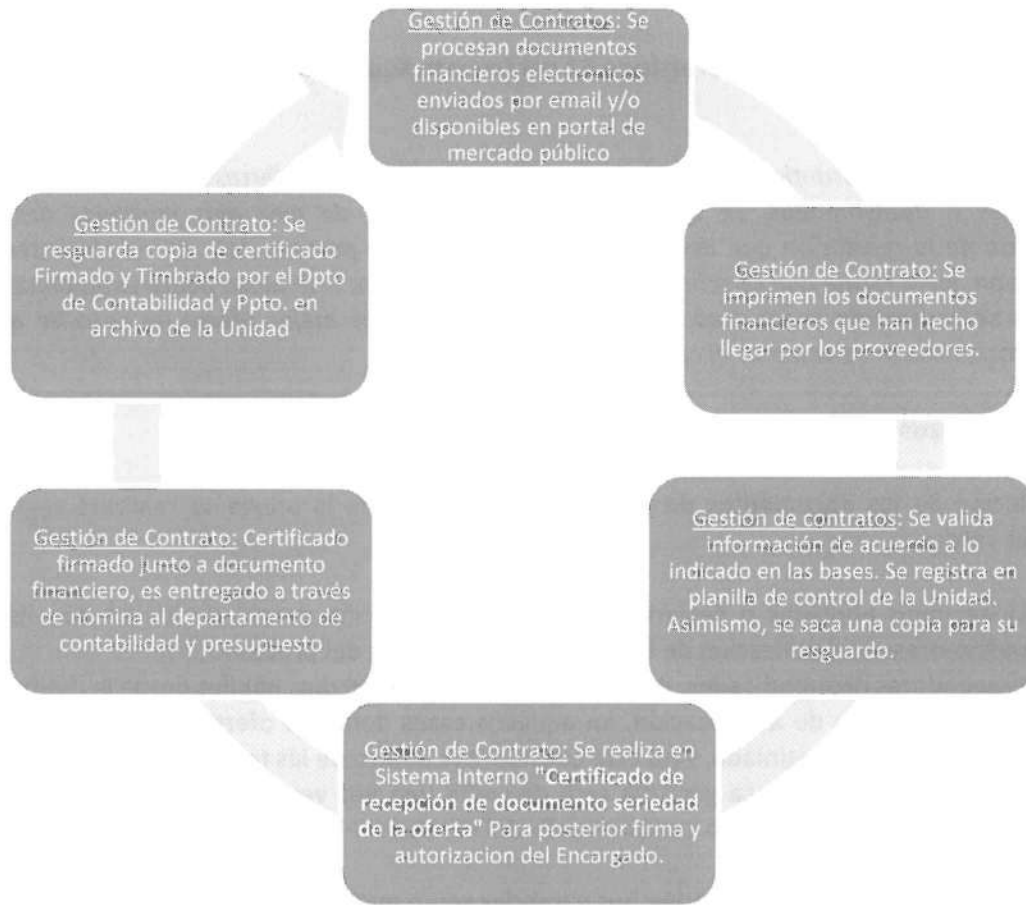 Gestión de Contratos: Se
procesan documentos
financieros electronicos
enviados por email y/o
disponibles en portal de
mercado público
Gestión de Contrato: Se
imprimen los documentos
financieros que han hecho
llegar por los proveedores.
Gestión de contratos: Se valida
información de acuerdo a lo
indicado en las bases. Se registra en
planilla de control de la Unidad.
Asimismo, se saca una copia para su
resguardo.
Gestión de Contrato: Se realiza en
Sistema Interno "Certificado de
recepción de documento seriedad
de la oferta" Para posterior firma y
autorizacion del Encargado.
Gestión de Contrato: Certificado
firmado junto a documento
financiero, es entregado a través
de nómina al departamento de
contabilidad y presupuesto
Gestión de Contrato: Se
resguarda copia de certificado
Firmado y Timbrado por el Dpto
de Contabilidad y Ppto. en
archivo de la Unidad